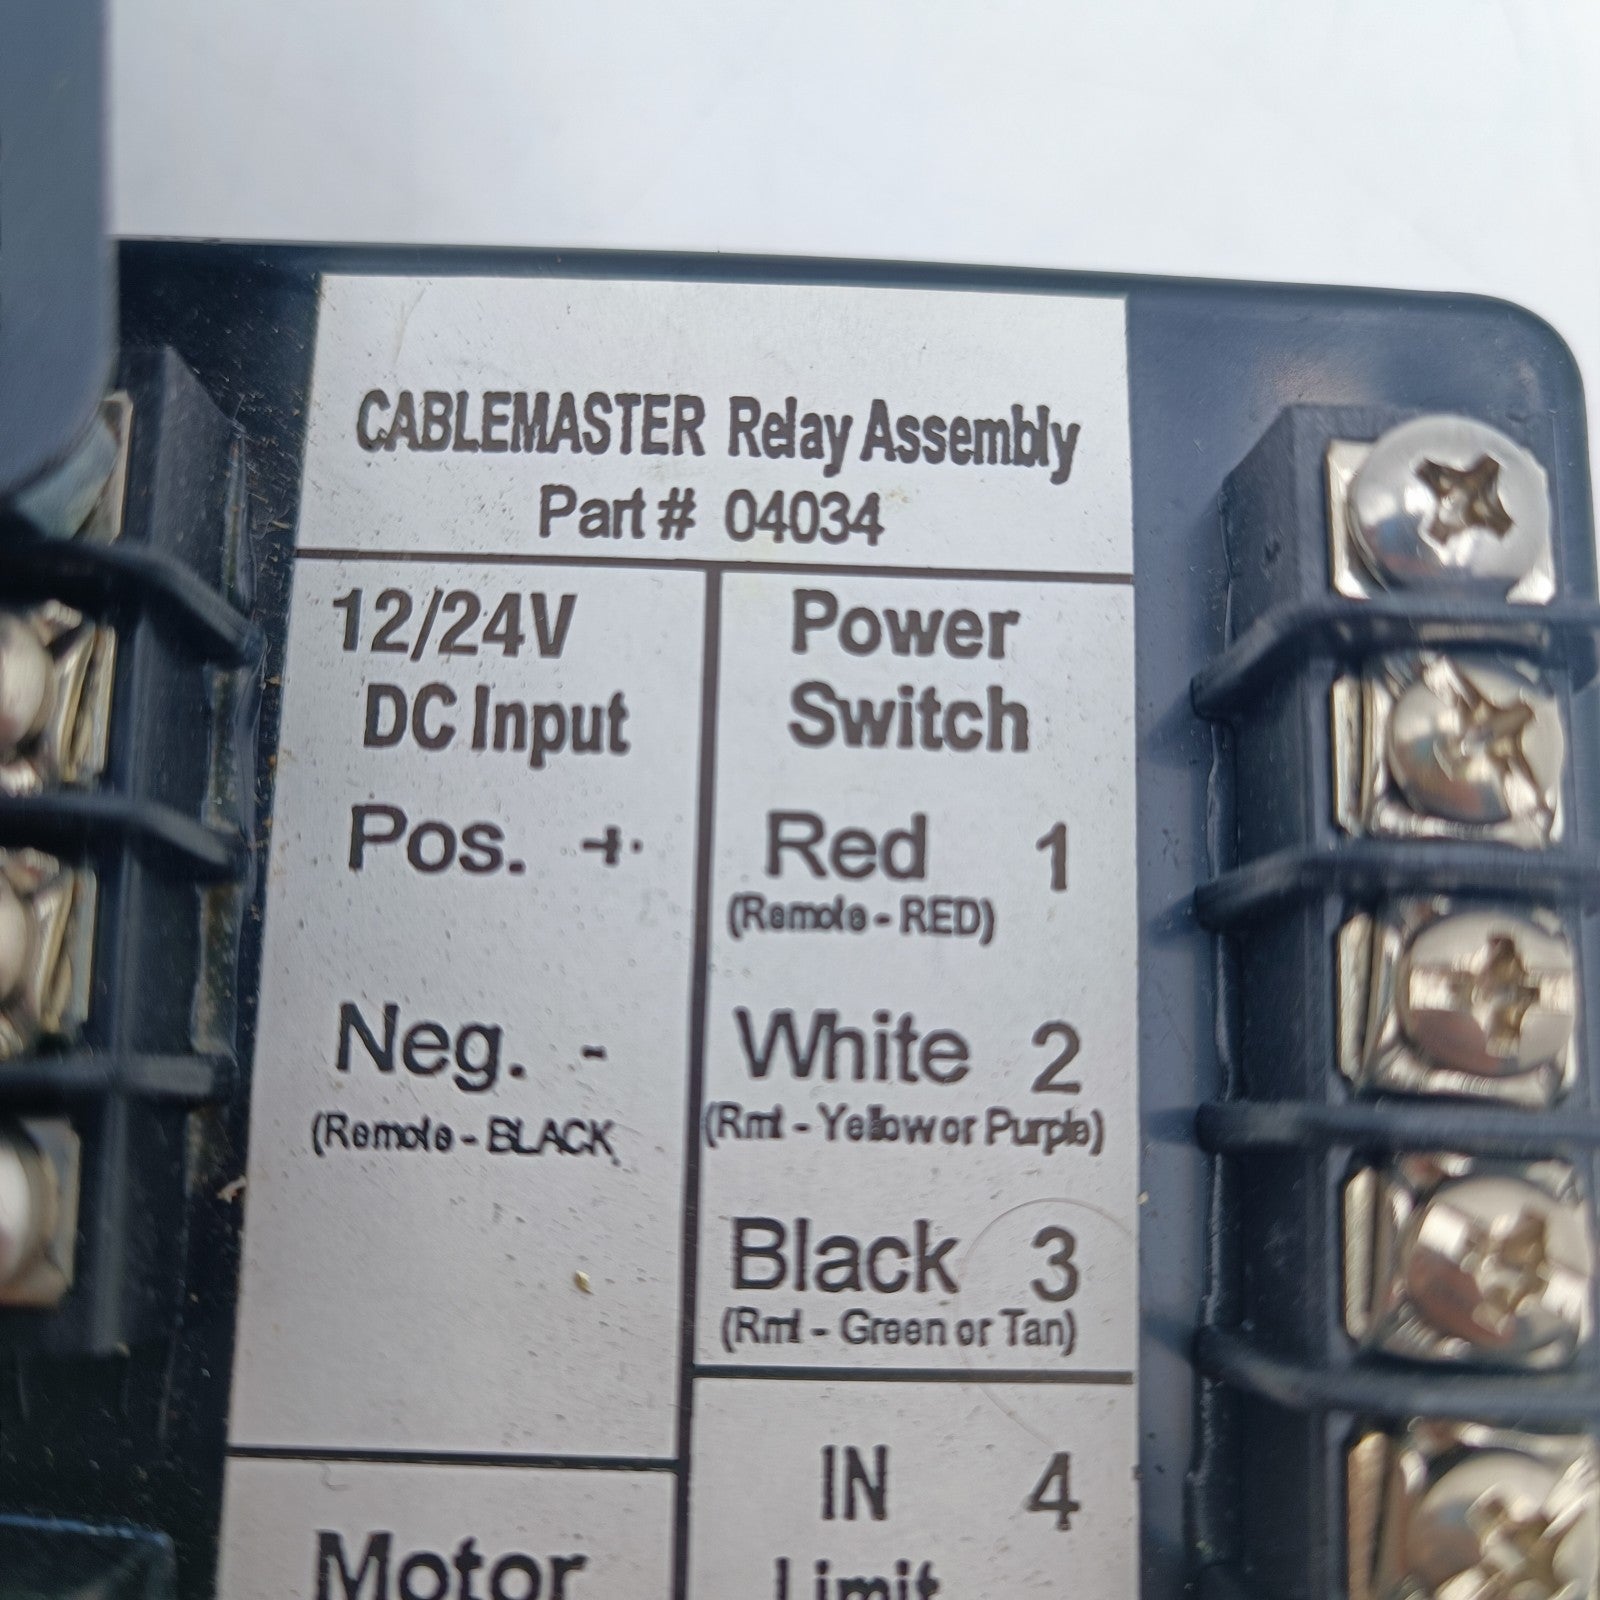 CABLEMASTER Relay Assembly
Part # 04034
12/24V
DC Input
Pos. +
Neg. -
(Remote - BLACK
Motor
Power
Switch
Red 1
(Remote - RED)
White 2
(Rmt - Yellow or Purple)
Black 3
(Rmt - Green or Tan)
IN 4
Limit